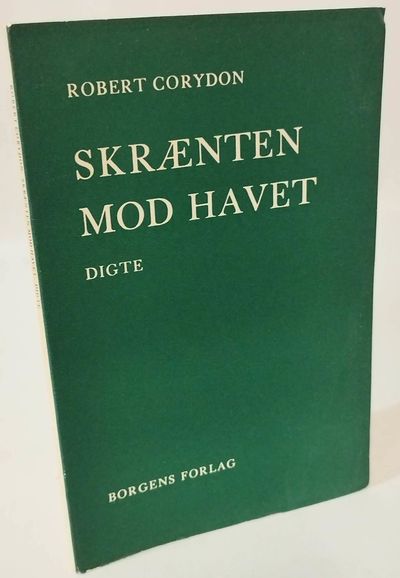 ROBERT CORYDON
SKRÆNTEN
MOD HAVET
DIGTE
BORGENS FORLAG